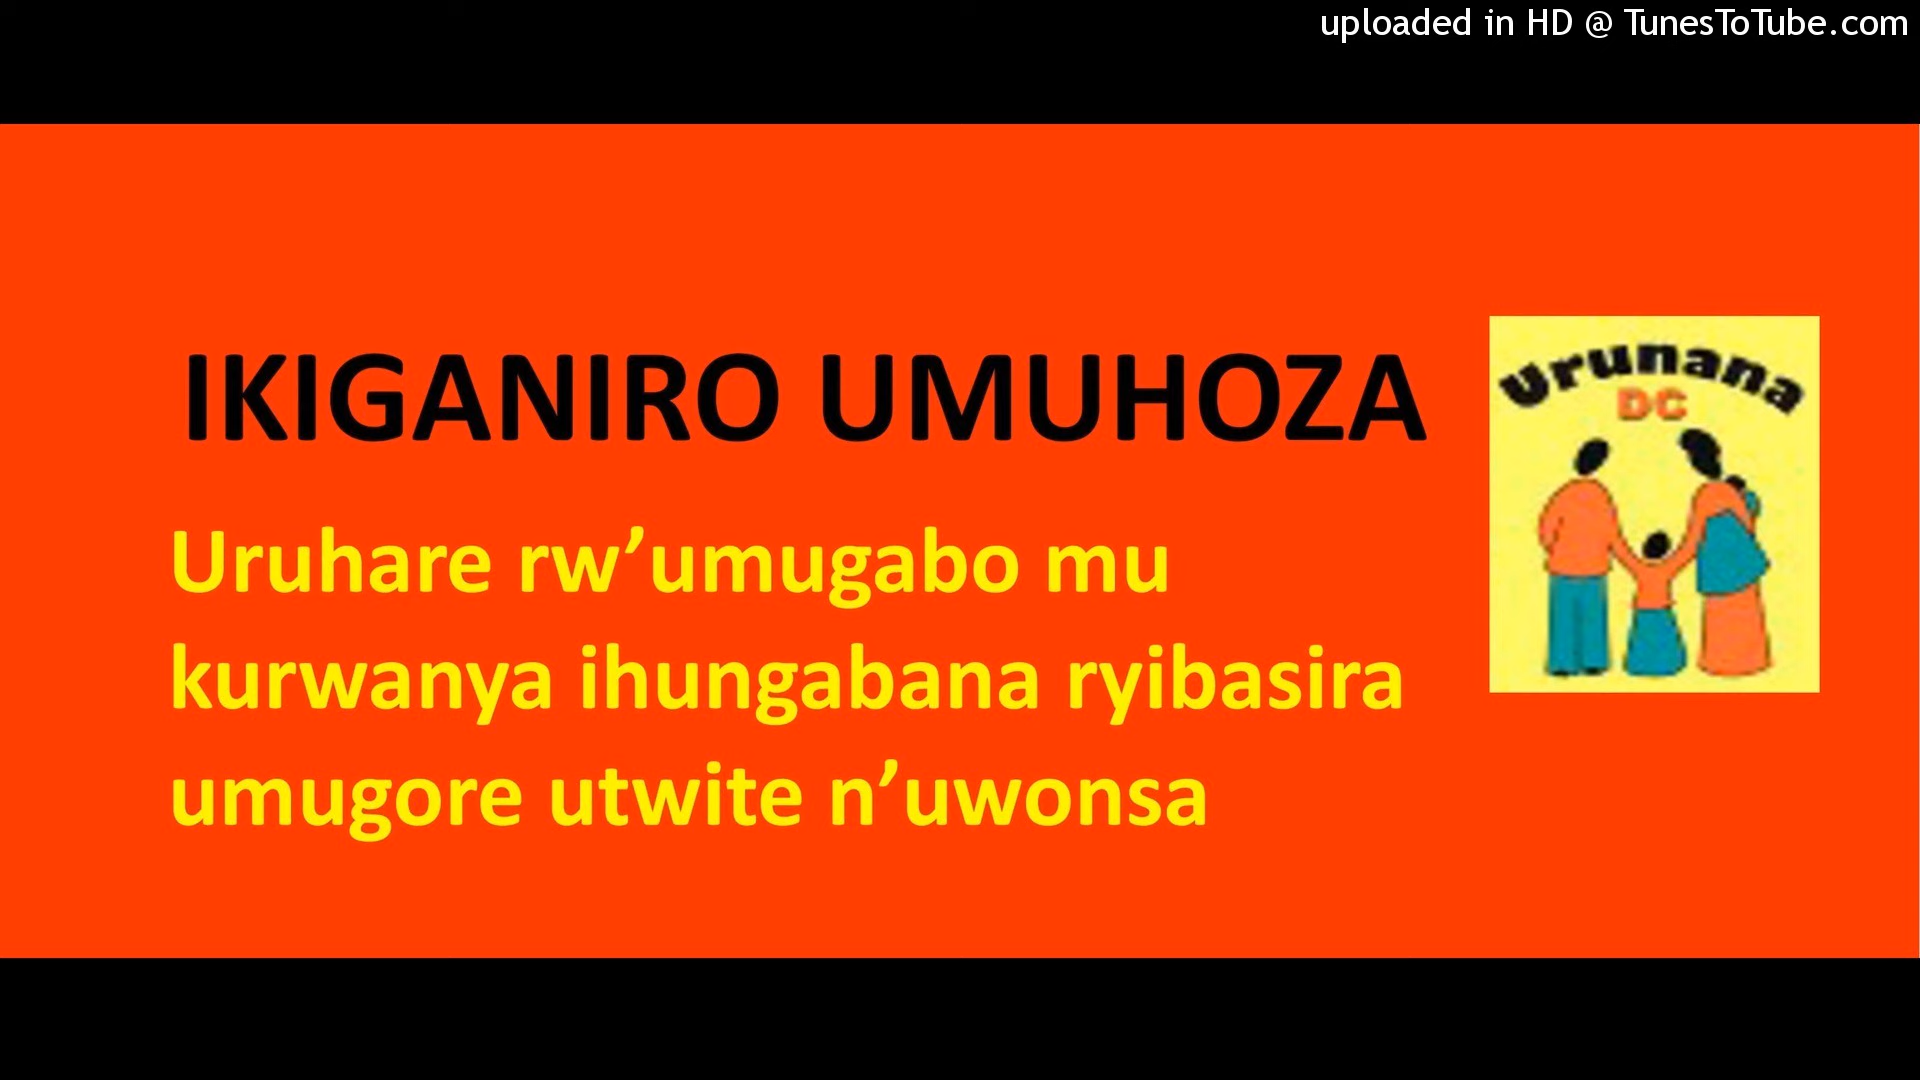 uploaded in HD @ TunesToTube.com
IKIGANIRO UMUHOZA
Urunana
DC
Uruhare rw’umugabo mu
kurwanya ihungabana ryibasira
umugore utwite n’uwonsa